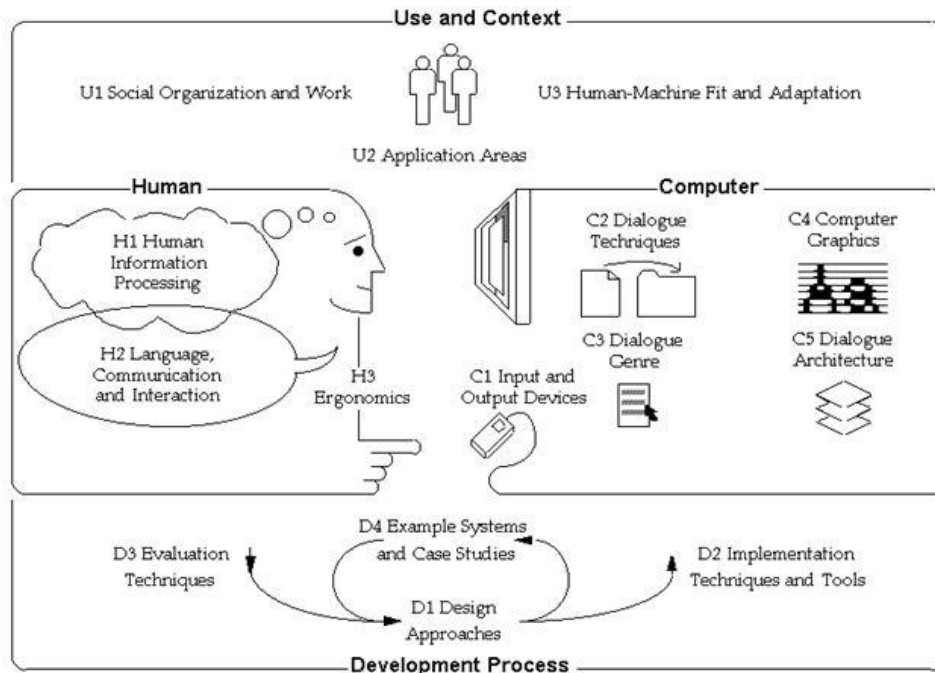 Use and Context
U1 Social Organization and Work
U3 Human-Machine Fit and Adaptation
U2 Application Areas
Human
H1 Human
Information
Processing
H2 Language,
Communication
and Interaction
H3
Ergonomics
Computer
C1 Input and
Output Devices
C2 Dialogue
Techniques
C3 Dialogue
Genre
C4 Computer
Graphics
C5 Dialogue
Architecture
D3 Evaluation
Techniques
D4 Example Systems
and Case Studies
D1 Design
Approaches
D2 Implementation
Techniques and Tools
Development Process